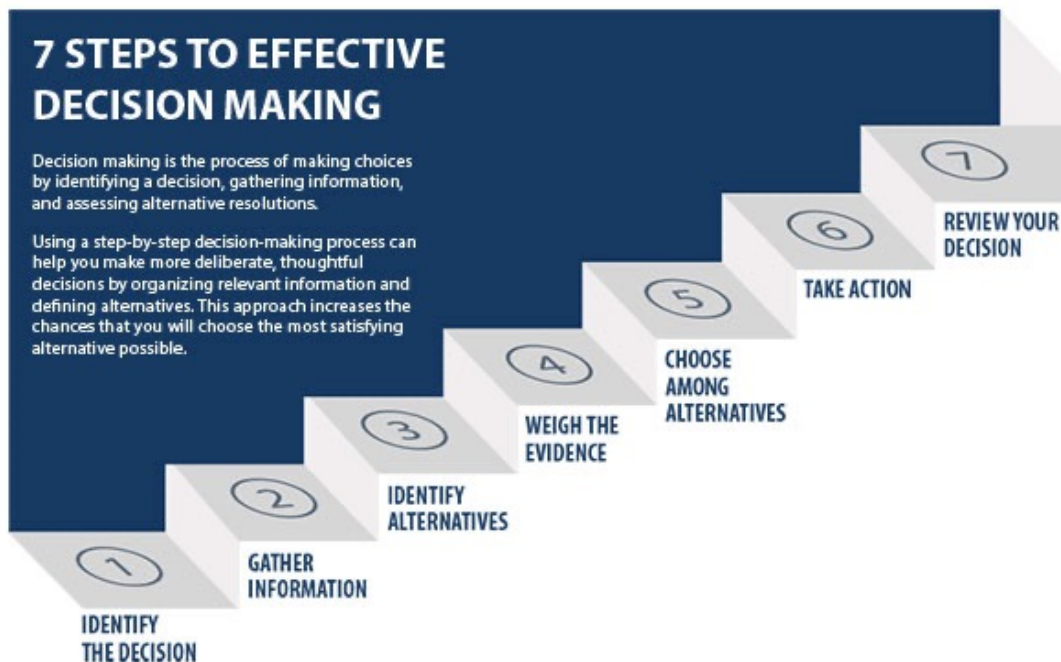 7 STEPS TO EFFECTIVE
DECISION MAKING
Decision making is the process of making choices
by identifying a decision, gathering information,
and assessing alternative resolutions.
Using a step-by-step decision-making process can
help you make more deliberate, thoughtful
decisions by organizing relevant information and
defining alternatives. This approach increases the
chances that you will choose the most satisfying
alternative possible.
1
IDENTIFY
THE DECISION
2
GATHER
INFORMATION
3
IDENTIFY
ALTERNATIVES
4
WEIGH THE
EVIDENCE
5
CHOOSE
AMONG
ALTERNATIVES
6
TAKE ACTION
7
REVIEW YOUR
DECISION